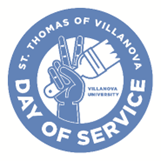 ST. THOMAS OF VILLANOVA
VILLANOVA
UNIVERSITY
DAY OF SERVICE